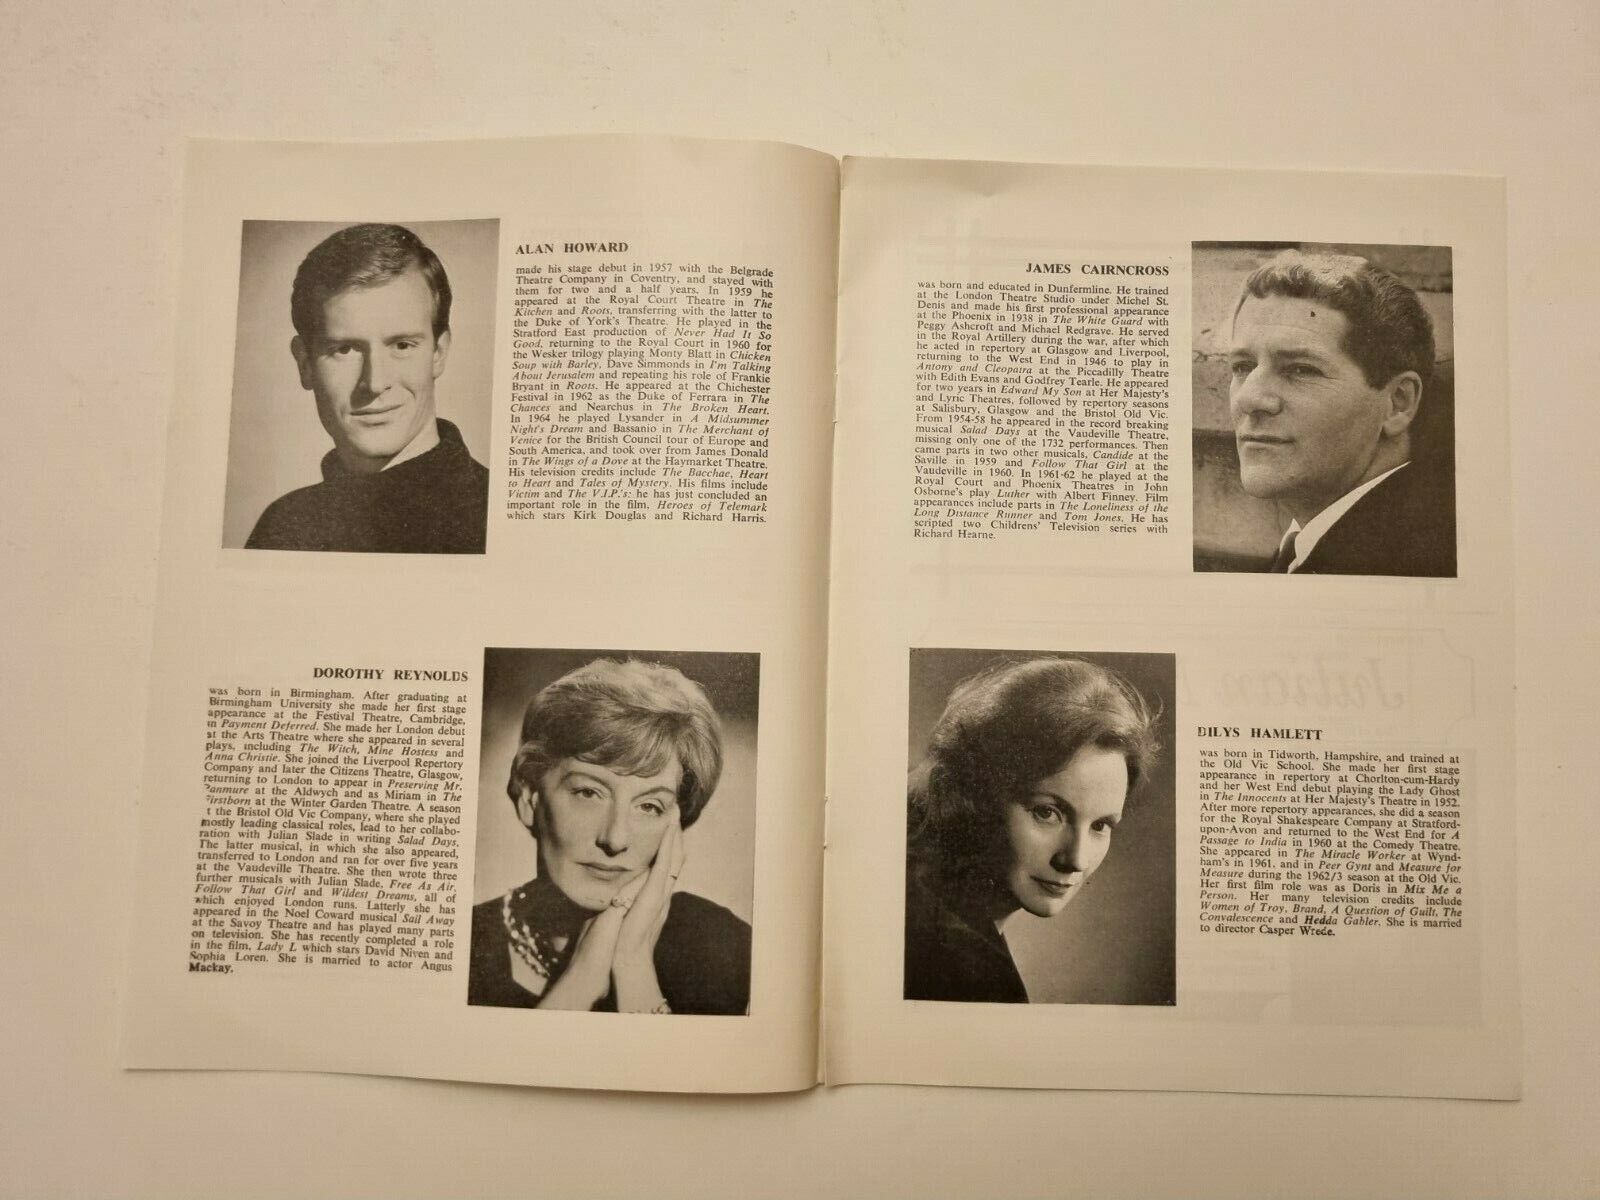 ALAN HOWARD
made his stage debut in 1957 with the Belgrade
Theatre Company in Coventry, and stayed with
them for two and a half years. In 1959 he
appeared at the Royal Court Theatre in The
Kitchen and Roots, transferring with the latter to
the Duke of York's Theatre. He played in the
Stratford East production of Never Had It So
Good, returning to the Royal Court in 1960 for
the Wesker trilogy playing Monty Blatt in Chicken
Soup with Barley, Dave Simmonds in I'm Talking
About Jerusalem and repeating his role of Frankie
Bryant in Roots. He appeared at the Chichester
Festival in 1962 as the Duke of Ferrara in The
Chances and Nearchus in The Broken Heart.
In 1964 he played Lysander in A Midsummer
Night's Dream and Bassanio in The Merchant of
Venice for the British Council tour of Europe and
South America, and took over from James Donald
in The Wings of a Dove at the Haymarket Theatre.
His television credits include The Bacchae, Heart
to Heart and Tales of Mystery. His films include
Victim and The V.I.P.'s: he has just concluded an
important role in the film, Heroes of Telemark
which stars Kirk Douglas and Richard Harris.
DOROTHY REYNOLDS
was born in Birmingham. After graduating at
Birmingham University she made her first stage
appearance at the Festival Theatre, Cambridge,
in Payment Deferred. She made her London debut
at the Arts Theatre where she appeared in several
plays, including The Witch, Mine Hostess and
Anna Christie. She joined the Liverpool Repertory
Company and later the Citizens Theatre, Glasgow,
returning to London to appear in Preserving Mr.
Panmure at the Aldwych and as Miriam in The
Firstborn at the Winter Garden Theatre. A season
t the Bristol Old Vic Company, where she played
mostly leading classical roles, lead to her collabo-
ration with Julian Slade in writing Salad Days.
The latter musical, in which she also appeared,
transferred to London and ran for over five years
at the Vaudeville Theatre. She then wrote three
further musicals with Julian Slade, Free As Air,
Follow That Girl and Wildest Dreams, all of
which enjoyed London runs. Latterly she has
appeared in the Noel Coward musical Sail Away
at the Savoy Theatre and has played many parts
on television. She has recently completed a role
in the film, Lady L which stars David Niven and
Sophia Loren. She is married to actor Angus
Mackay.
JAMES CAIRNCROSS
was born and educated in Dunfermline. He trained
at the London Theatre Studio under Michel St.
Denis and made his first professional appearance
at the Phoenix in 1938 in The White Guard with
Peggy Ashcroft and Michael Redgrave. He served
in the Royal Artillery during the war, after which
he acted in repertory at Glasgow and Liverpool,
returning to the West End in 1946 to play in
Antony and Cleopatra at the Piccadilly Theatre
with Edith Evans and Godfrey Tearle. He appeared
for two years in Edward My Son at Her Majesty's
and Lyric Theatres, followed by repertory seasons
at Salisbury, Glasgow and the Bristol Old Vic.
From 1954-58 he appeared in the record breaking
musical Salad Days at the Vaudeville Theatre,
missing only one of the 1732 performances. Then
came parts in two other musicals, Candide at the
Saville in 1959 and Follow That Girl at the
Vaudeville in 1960. In 1961-62 he played at the
Royal Court and Phoenix Theatres in John
Osborne's play Luther with Albert Finney. Film
appearances include parts in The Loneliness of the
Long Distance Runner and Tom Jones. He has
scripted two Childrens' Television series with
Richard Hearne.
DILYS HAMLETT
was born in Tidworth, Hampshire, and trained at
the Old Vic School. She made her first stage
appearance in repertory at Chorlton-cum-Hardy
and her West End debut playing the Lady Ghost
in The Innocents at Her Majesty's Theatre in 1952.
After more repertory appearances, she did a season
for the Royal Shakespeare Company at Stratford-
upon-Avon and returned to the West End for A
Passage to India in 1960 at the Comedy Theatre.
She appeared in The Miracle Worker at Wynd-
ham's in 1961, and in Peer Gynt and Measure for
Measure during the 1962/3 season at the Old Vic.
Her first film role was as Doris in Mix Me a
Person. Her many television credits include
Women of Troy, Brand, A Question of Guilt, The
Convalescence and Hedda Gabler. She is married
to director Casper Wrede.